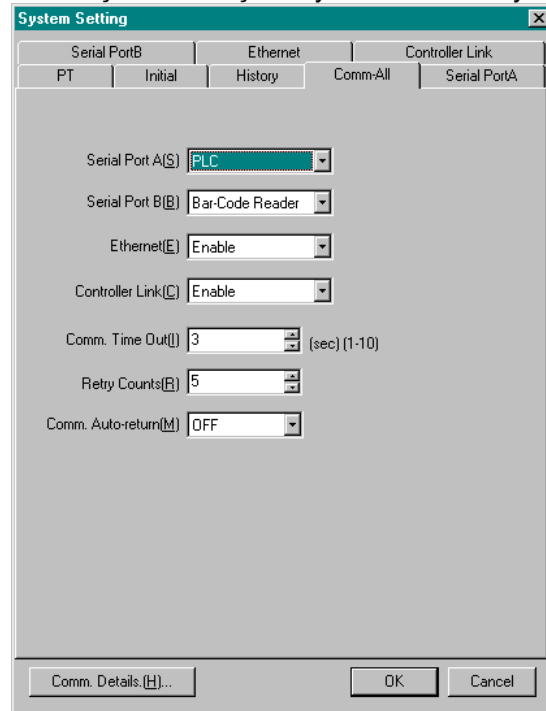 System Setting
Serial PortB Ethernet Controller Link
PT Initial History Comm-All Serial PortA
Serial Port A(S) PLC
Serial Port B(B) Bar-Code Reader
Ethernet(E) Enable
Controller Link(C) Enable
Comm. Time Out(I) 3 (sec) (1-10)
Retry Counts(R) 5
Comm. Auto-return(M) OFF
Comm. Details.(H)... OK Cancel